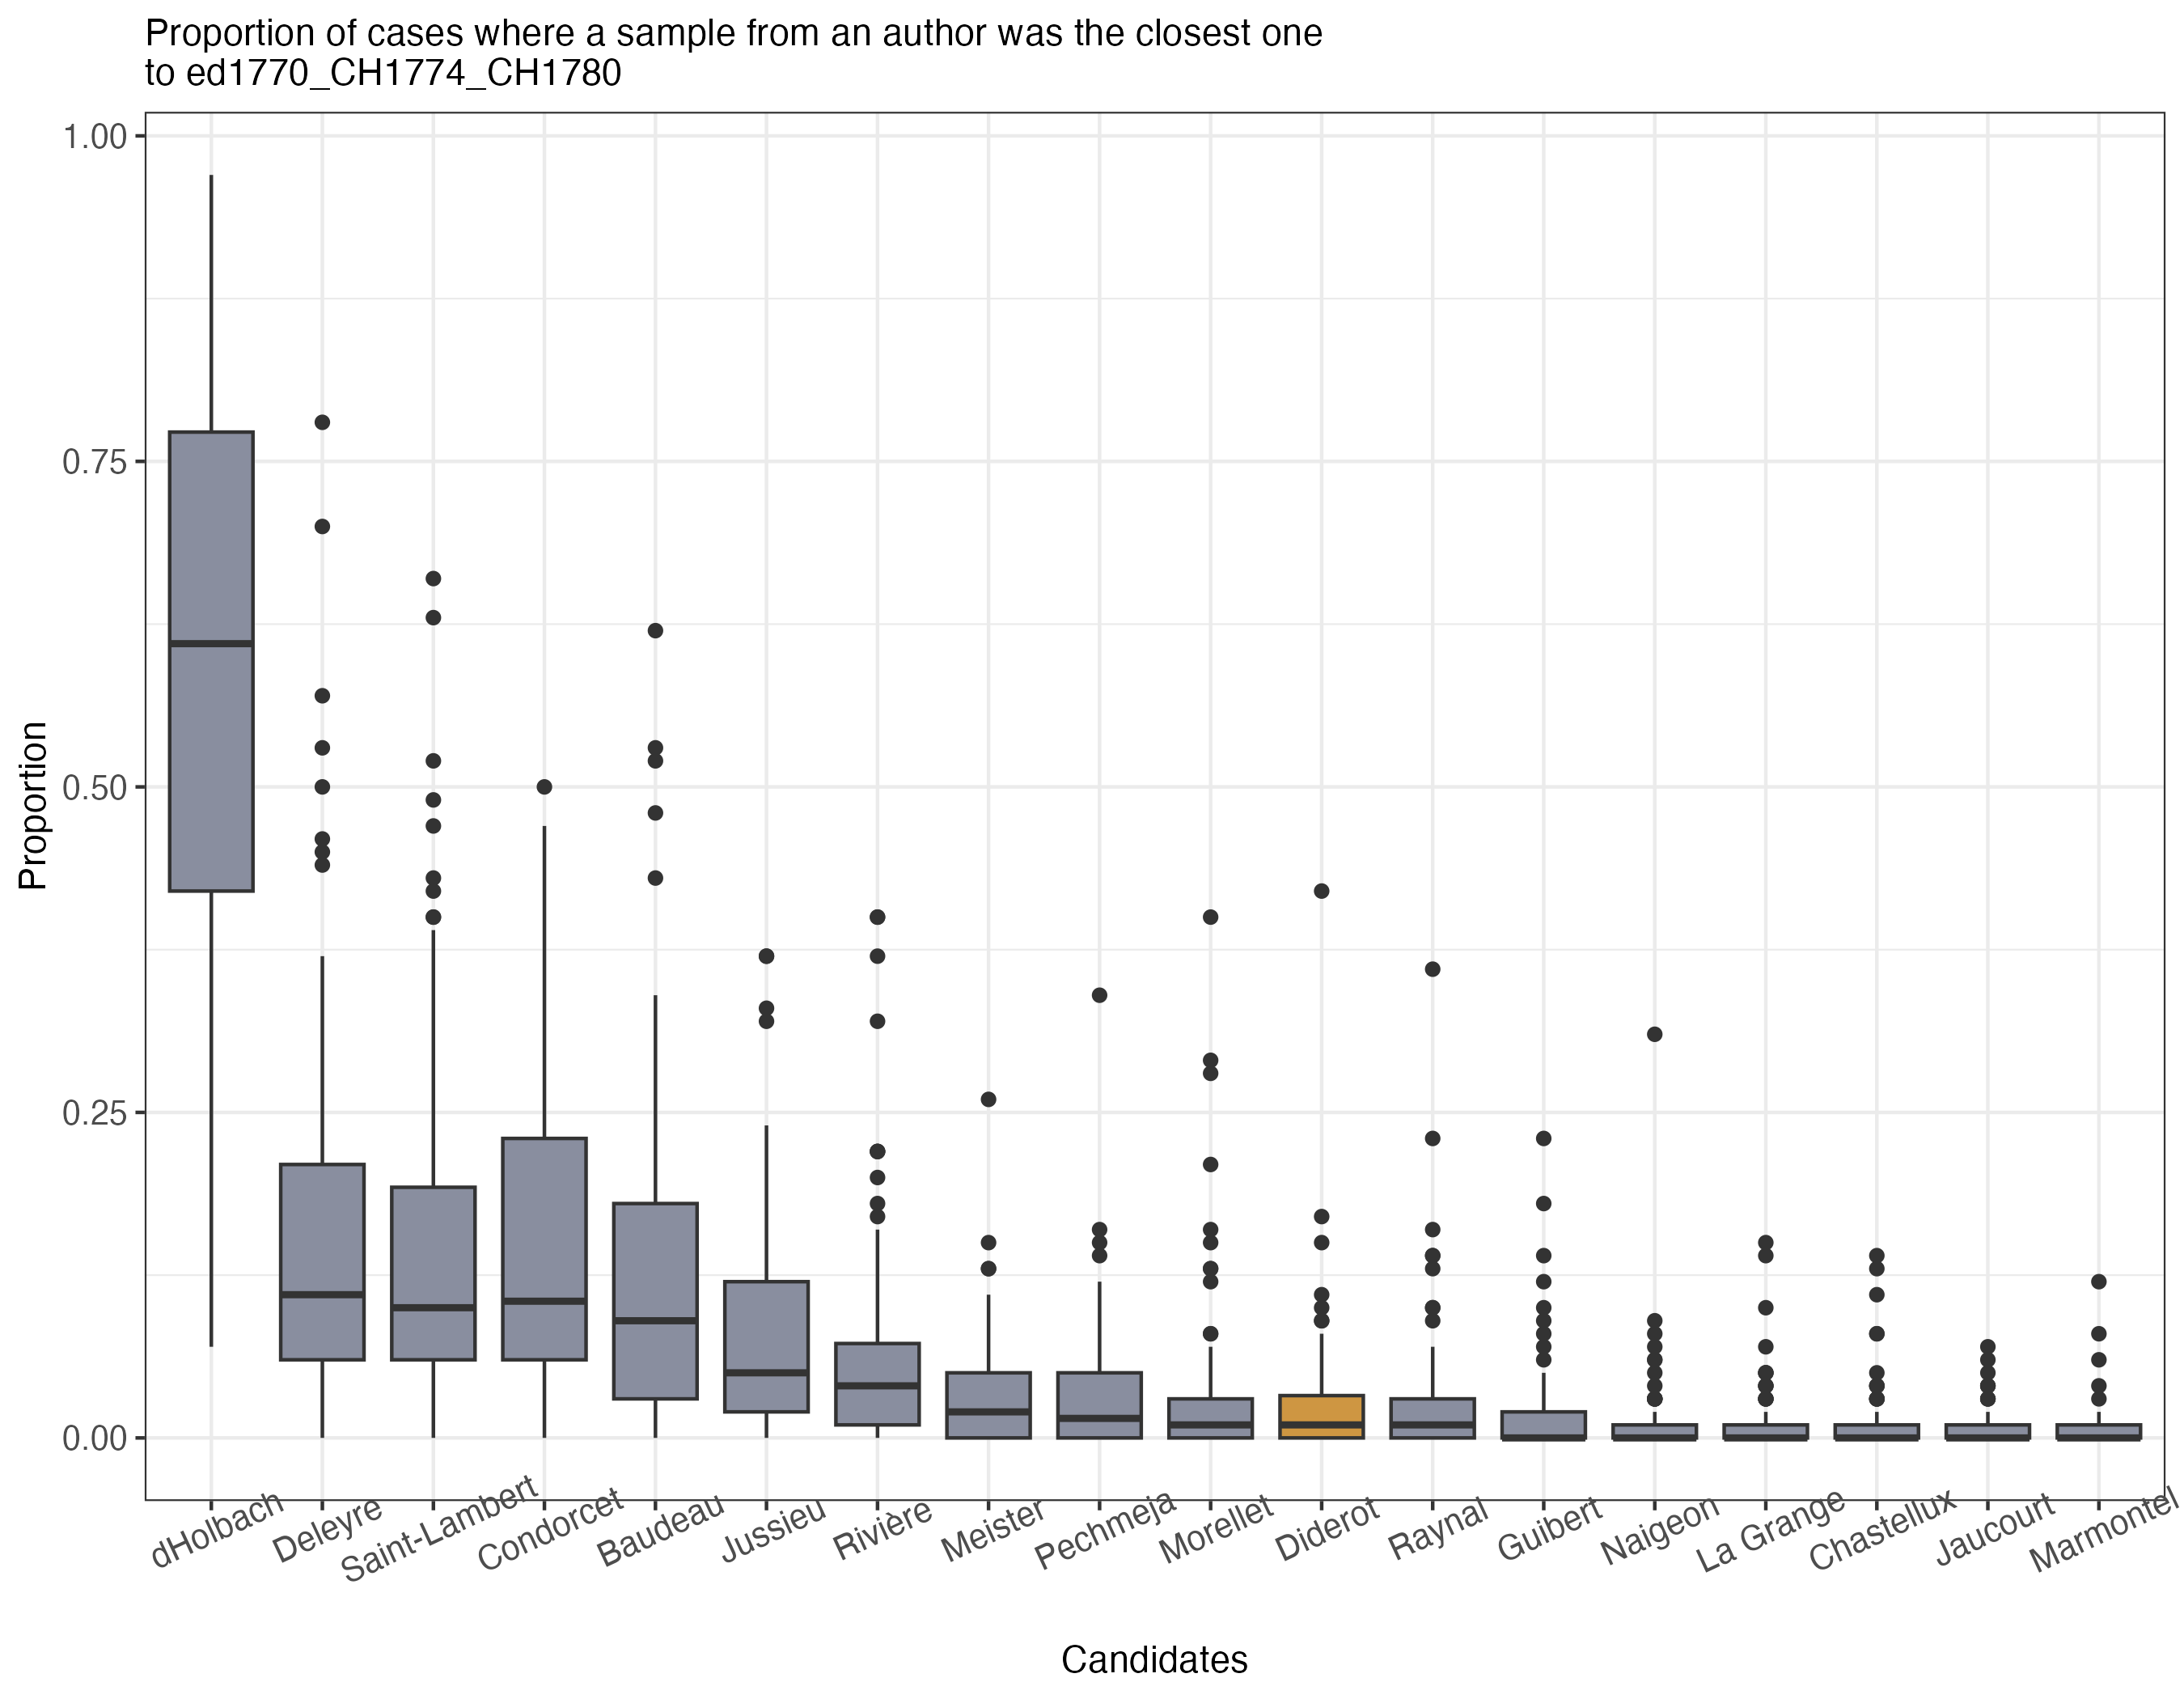 Proportion of cases where a sample from an author was the closest one
to ed1770_CH1774_CH1780
1.00
0.75
0.50
0.25
0.00
Proportion
dHolbach
Deleyre
Saint-Lambert
Condorcet
Baudeau
Jussieu
Rivière
Meister
Pechmeja
Morellet
Diderot
Raynal
Guibert
Naigeon
La Grange
Chastellux
Jaucourt
Marmontel
Candidates